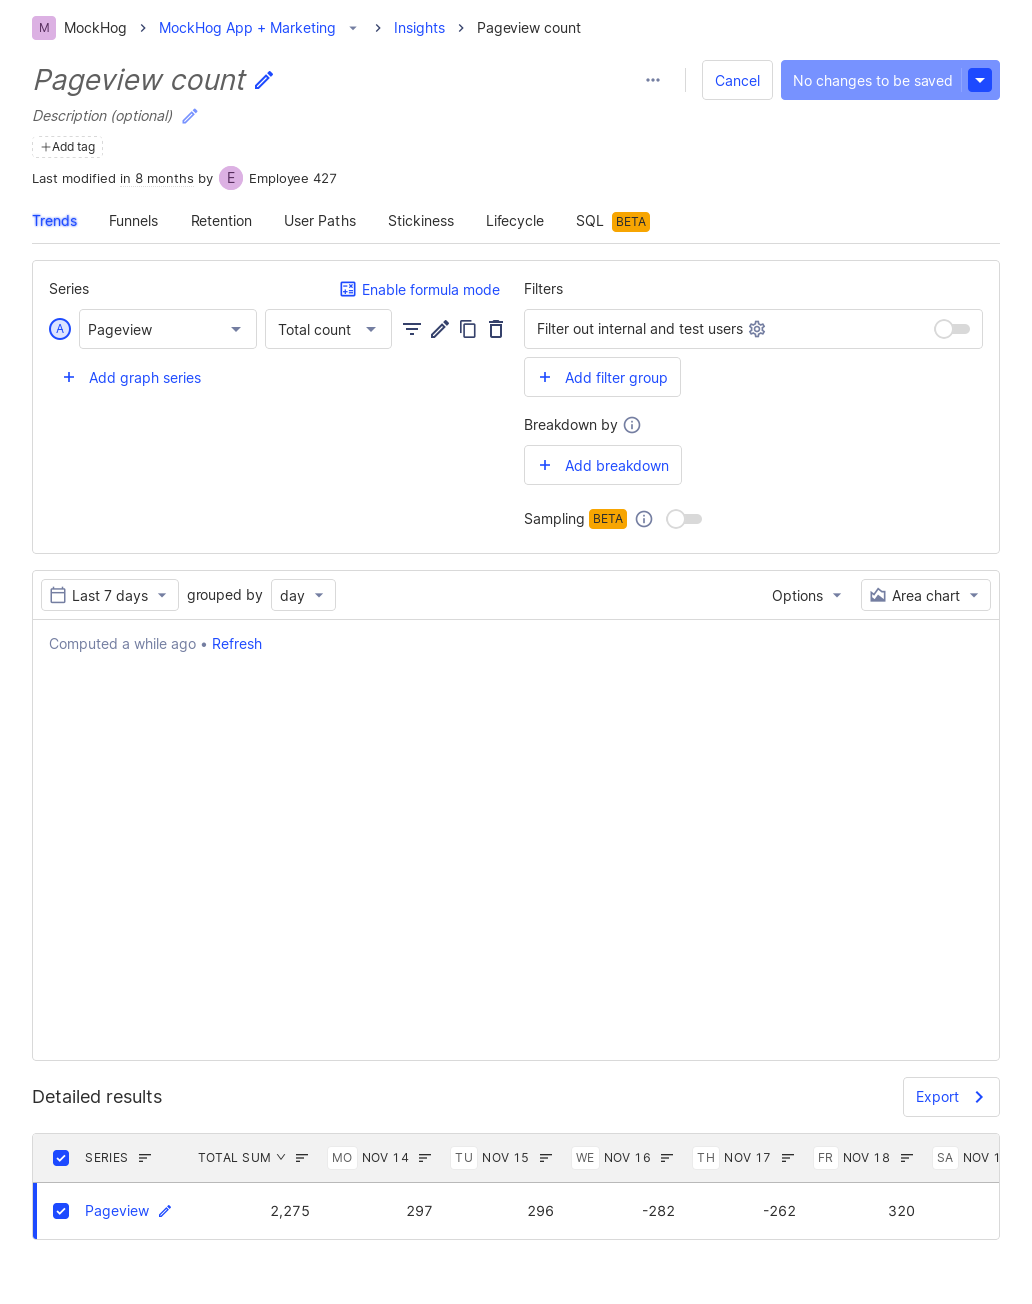 M MockHog > MockHog App + Marketing > Insights > Pageview count
Pageview count
Cancel
No changes to be saved
Description (optional)
+Add tag
Last modified in 8 months by E Employee 427
Trends Funnels Retention User Paths Stickiness Lifecycle SQL BETA
Series
Enable formula mode
A Pageview Total count
+ Add graph series
Filters
Filter out internal and test users
+ Add filter group
Breakdown by
+ Add breakdown
Sampling BETA
Last 7 days grouped by day
Options Area chart
Computed a while ago • Refresh
Detailed results
Export
SERIES TOTAL SUM MO NOV 14 TU NOV 15 WE NOV 16 TH NOV 17 FR NOV 18 SA NOV 1
Pageview 2,275 297 296 -282 -262 320